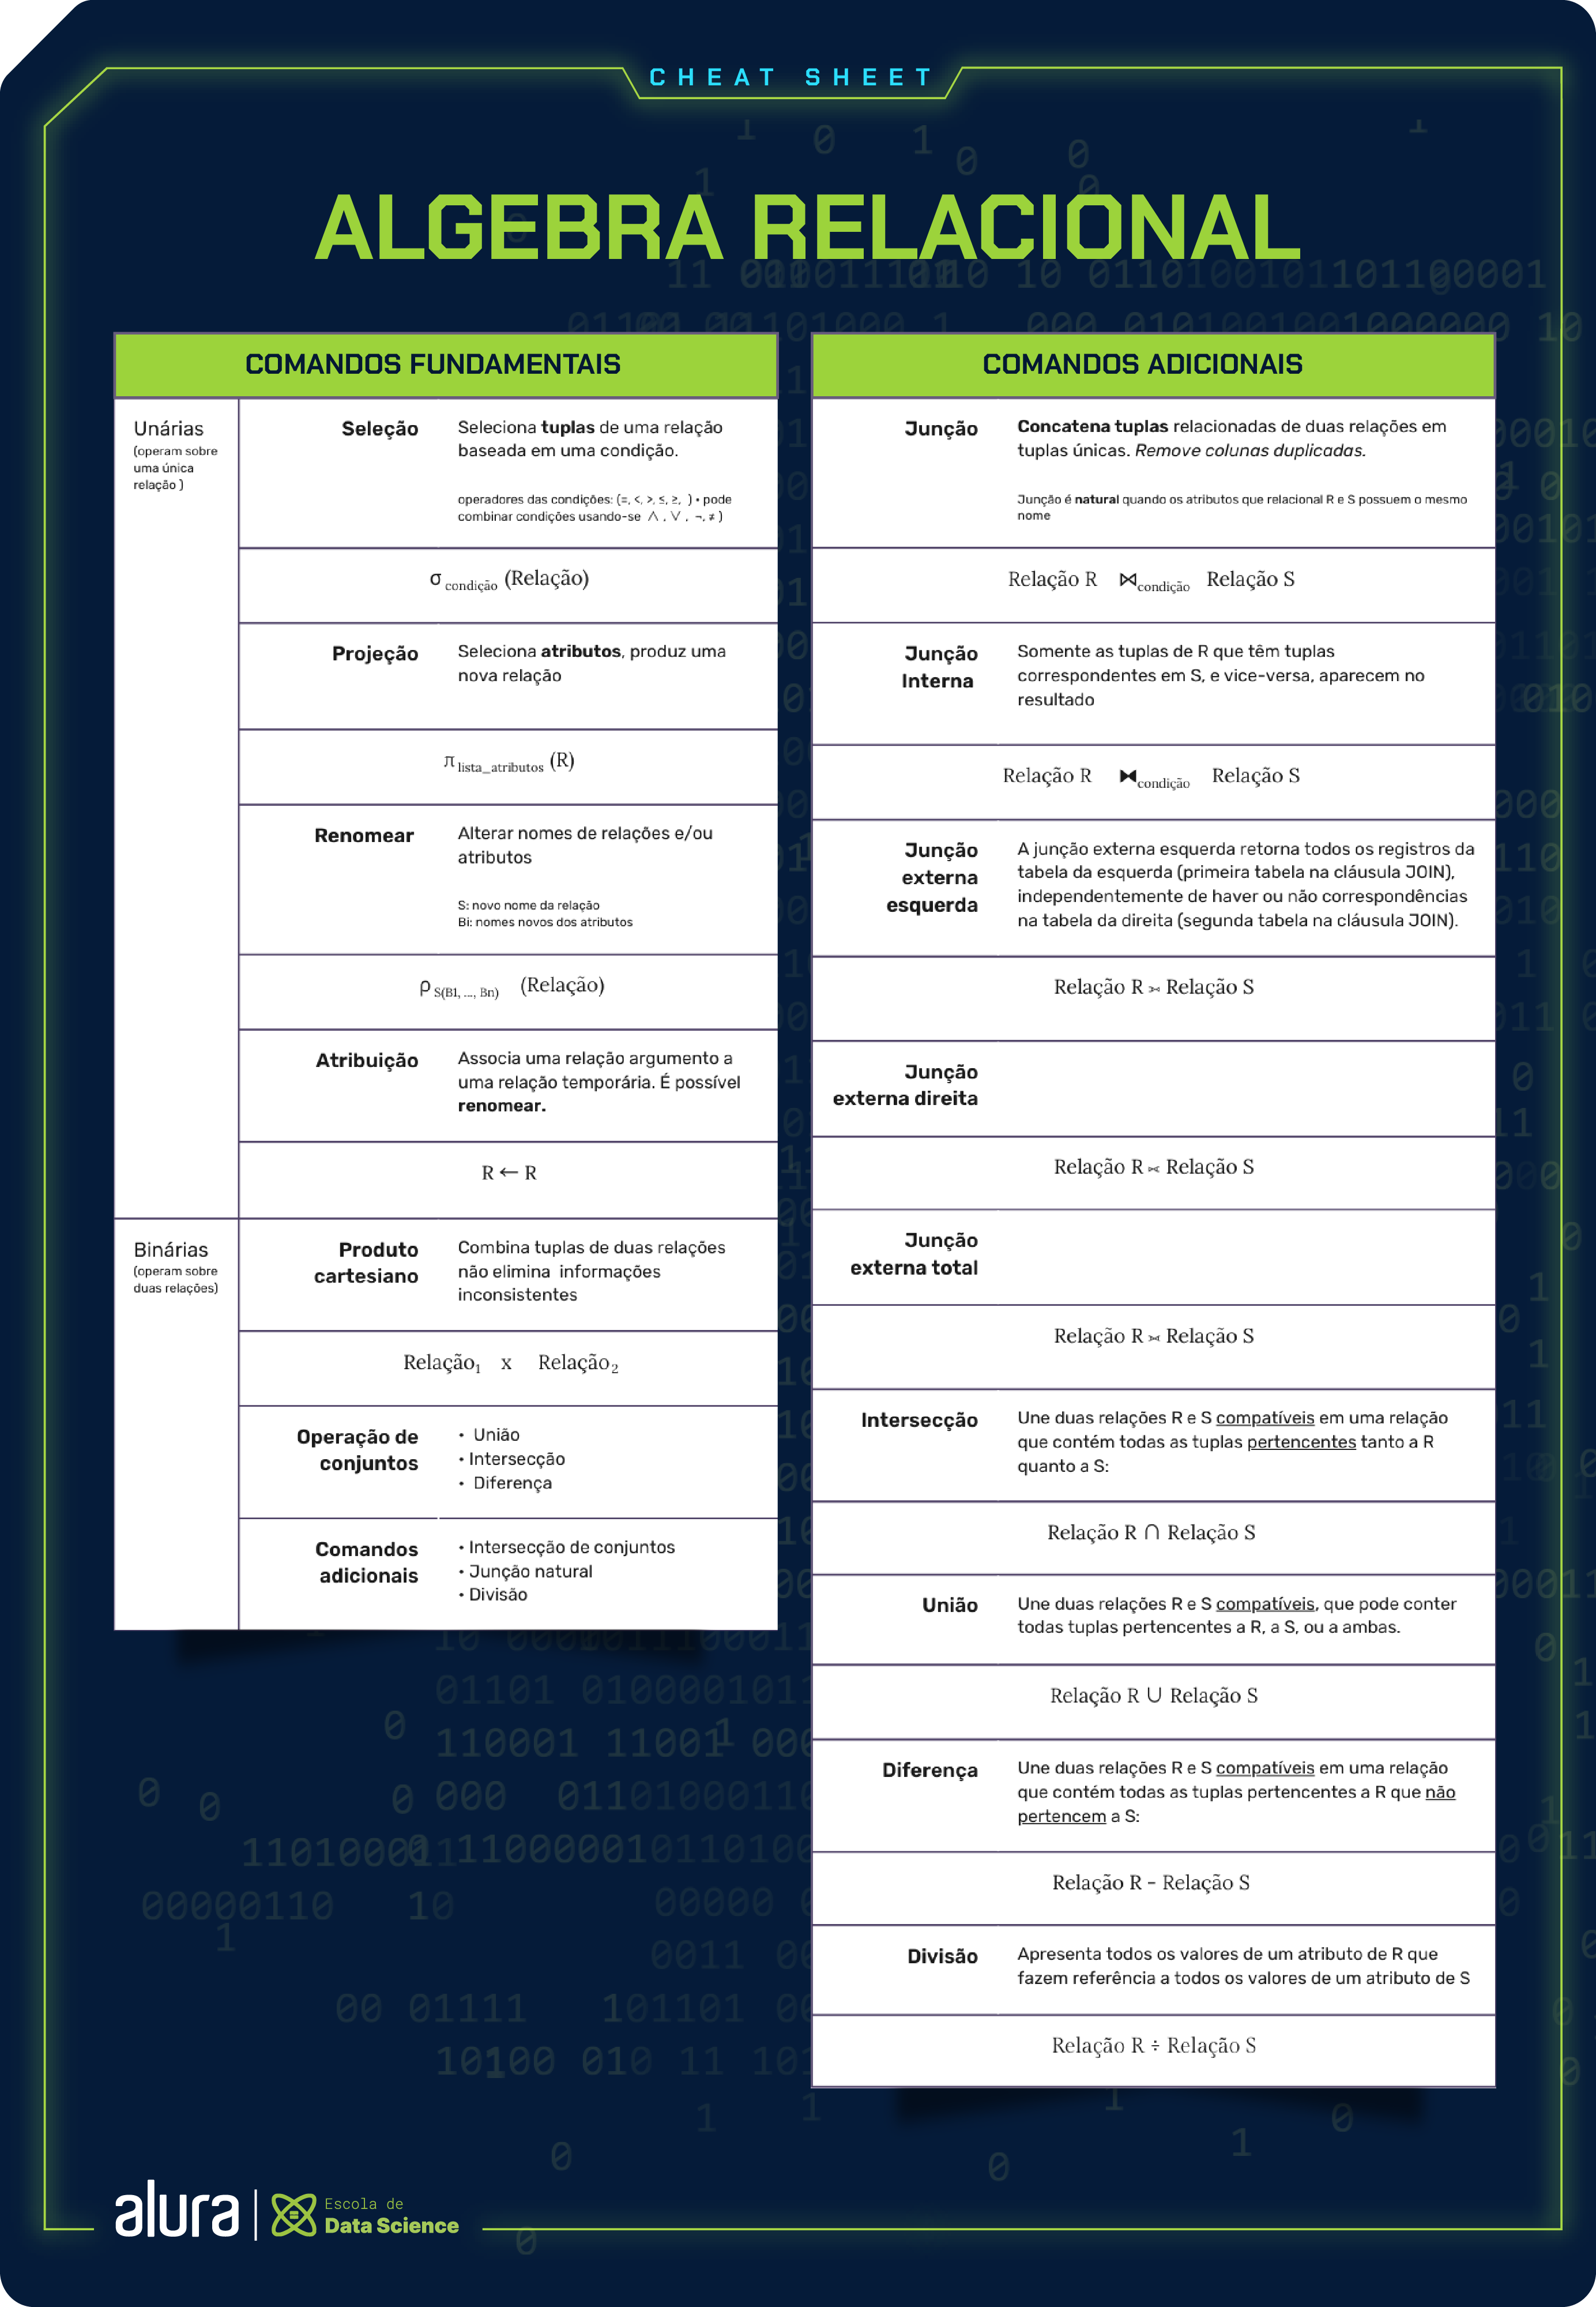 CHEAT SHEET
ALGEBRA RELACIONAL
COMANDOS FUNDAMENTAIS
Unárias
(operam sobre
uma única
relação )
Seleção
Seleciona tuplas de uma relação
baseada em uma condição.
operadores das condições: (=, <, >, ≤, ≥, ) • pode
combinar condições usando-se ∧ , ∨ , ¬, ≠ )
σ condição (Relação)
Projeção
Seleciona atributos, produz uma
nova relação
π lista_atributos (R)
Renomear
Alterar nomes de relações e/ou
atributos
S: novo nome da relação
Bi: nomes novos dos atributos
ρ S(B1, ..., Bn) (Relação)
Atribuição
Associa uma relação argumento a
uma relação temporária. É possível
renomear.
R ← R
Binárias
(operam sobre
duas relações)
Produto
cartesiano
Combina tuplas de duas relações
não elimina informações
inconsistentes
Relação1 x Relação2
Operação de
conjuntos
• União
• Intersecção
• Diferença
Comandos
adicionais
• Intersecção de conjuntos
• Junção natural
• Divisão
COMANDOS ADICIONAIS
Junção
Concatena tuplas relacionadas de duas relações em
tuplas únicas. Remove colunas duplicadas.
Junção é natural quando os atributos que relacional R e S possuem o mesmo
nome
Relação R ⋈condição Relação S
Junção
Interna
Somente as tuplas de R que têm tuplas
correspondentes em S, e vice-versa, aparecem no
resultado
Relação R ⧓condição Relação S
Junção
externa
esquerda
A junção externa esquerda retorna todos os registros da
tabela da esquerda (primeira tabela na cláusula JOIN),
independentemente de haver ou não correspondências
na tabela da direita (segunda tabela na cláusula JOIN).
Relação R ⟕ Relação S
Junção
externa direita
Relação R ⟖ Relação S
Junção
externa total
Relação R ⟗ Relação S
Intersecção
Une duas relações R e S compatíveis em uma relação
que contém todas as tuplas pertencentes tanto a R
quanto a S:
Relação R ∩ Relação S
União
Une duas relações R e S compatíveis, que pode conter
todas tuplas pertencentes a R, a S, ou a ambas.
Relação R ∪ Relação S
Diferença
Une duas relações R e S compatíveis em uma relação
que contém todas as tuplas pertencentes a R que não
pertencem a S:
Relação R - Relação S
Divisão
Apresenta todos os valores de um atributo de R que
fazem referência a todos os valores de um atributo de S
Relação R ÷ Relação S
alura
Escola de
Data Science